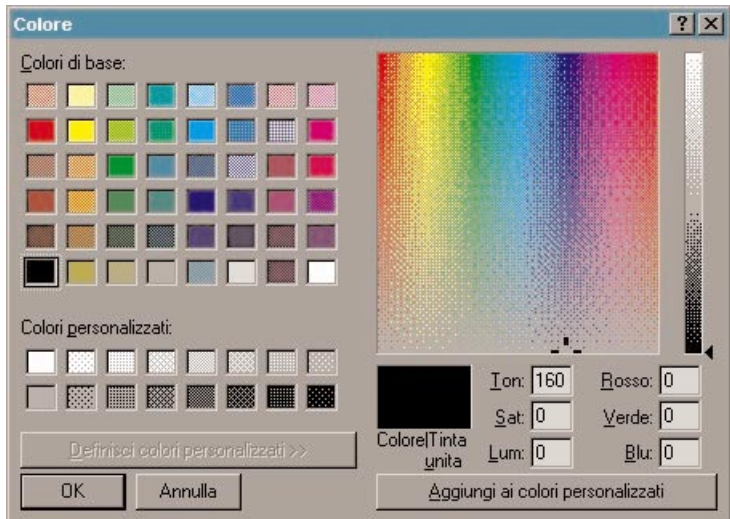 Colore
? X
Colori di base:
Colori personalizzati:
Definisci colori personalizzati >>
OK Annulla
Colore|Tinta
unita
Ton: 160 Rosso: 0
Sat: 0 Verde: 0
Lum: 0 Blu: 0
Aggiungi ai colori personalizzati